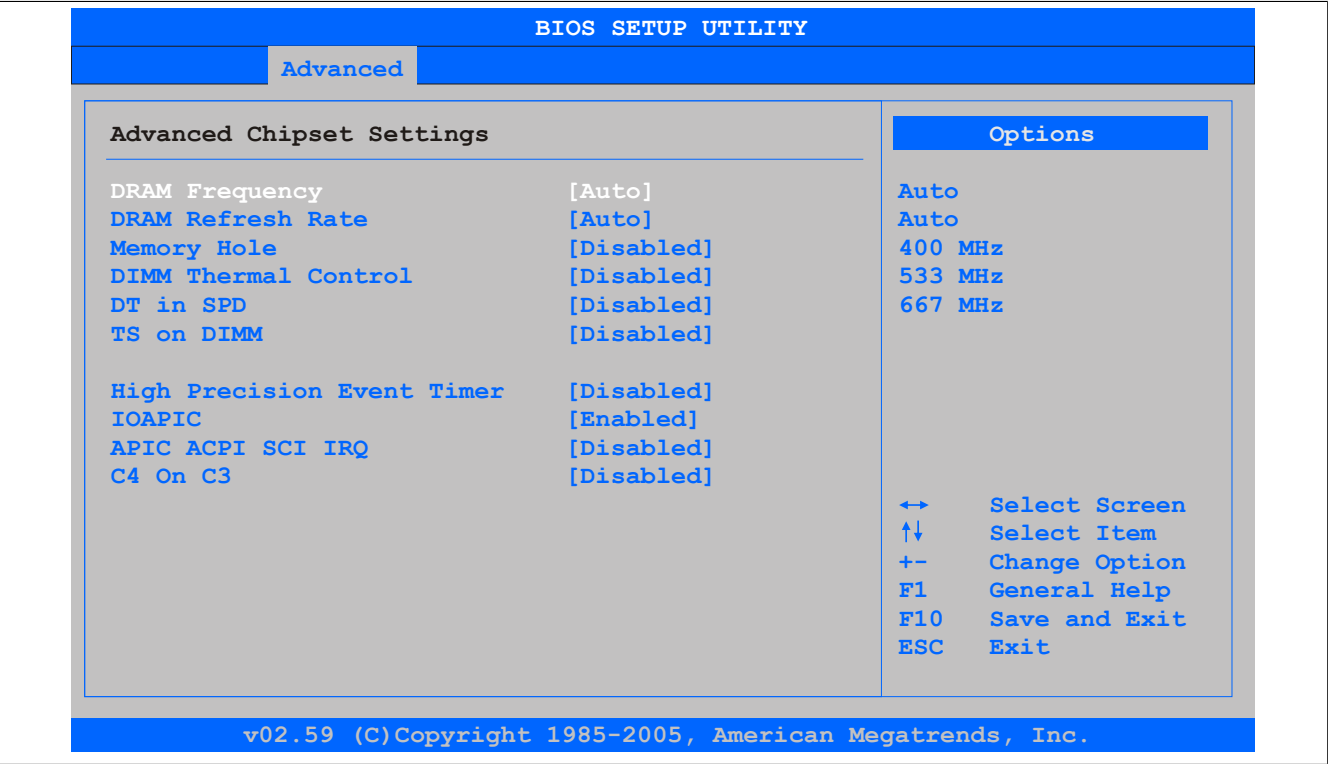 BIOS SETUP UTILITY
Advanced
Advanced Chipset Settings
DRAM Frequency [Auto]
DRAM Refresh Rate [Auto]
Memory Hole [Disabled]
DIMM Thermal Control [Disabled]
DT in SPD [Disabled]
TS on DIMM [Disabled]
High Precision Event Timer [Disabled]
IOAPIC [Enabled]
APIC ACPI SCI IRQ [Disabled]
C4 On C3 [Disabled]
Options
Auto
Auto
400 MHz
533 MHz
667 MHz
↔ Select Screen
↑↓ Select Item
+- Change Option
F1 General Help
F10 Save and Exit
ESC Exit
v02.59 (C)Copyright 1985-2005, American Megatrends, Inc.